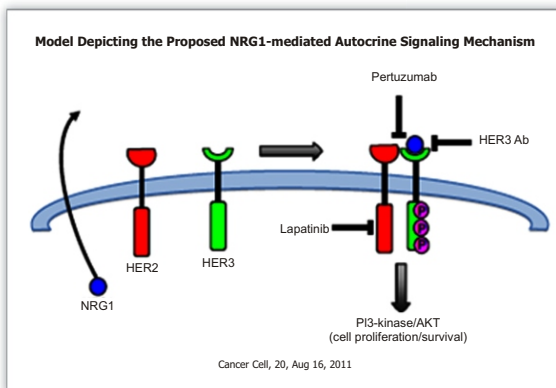 Model Depicting the Proposed NRG1-mediated Autocrine Signaling Mechanism
Pertuzumab
HER3 Ab
Lapatinib
HER2
HER3
P
P
P
NRG1
PI3-kinase/AKT
(cell proliferation/survival)
Cancer Cell, 20, Aug 16, 2011